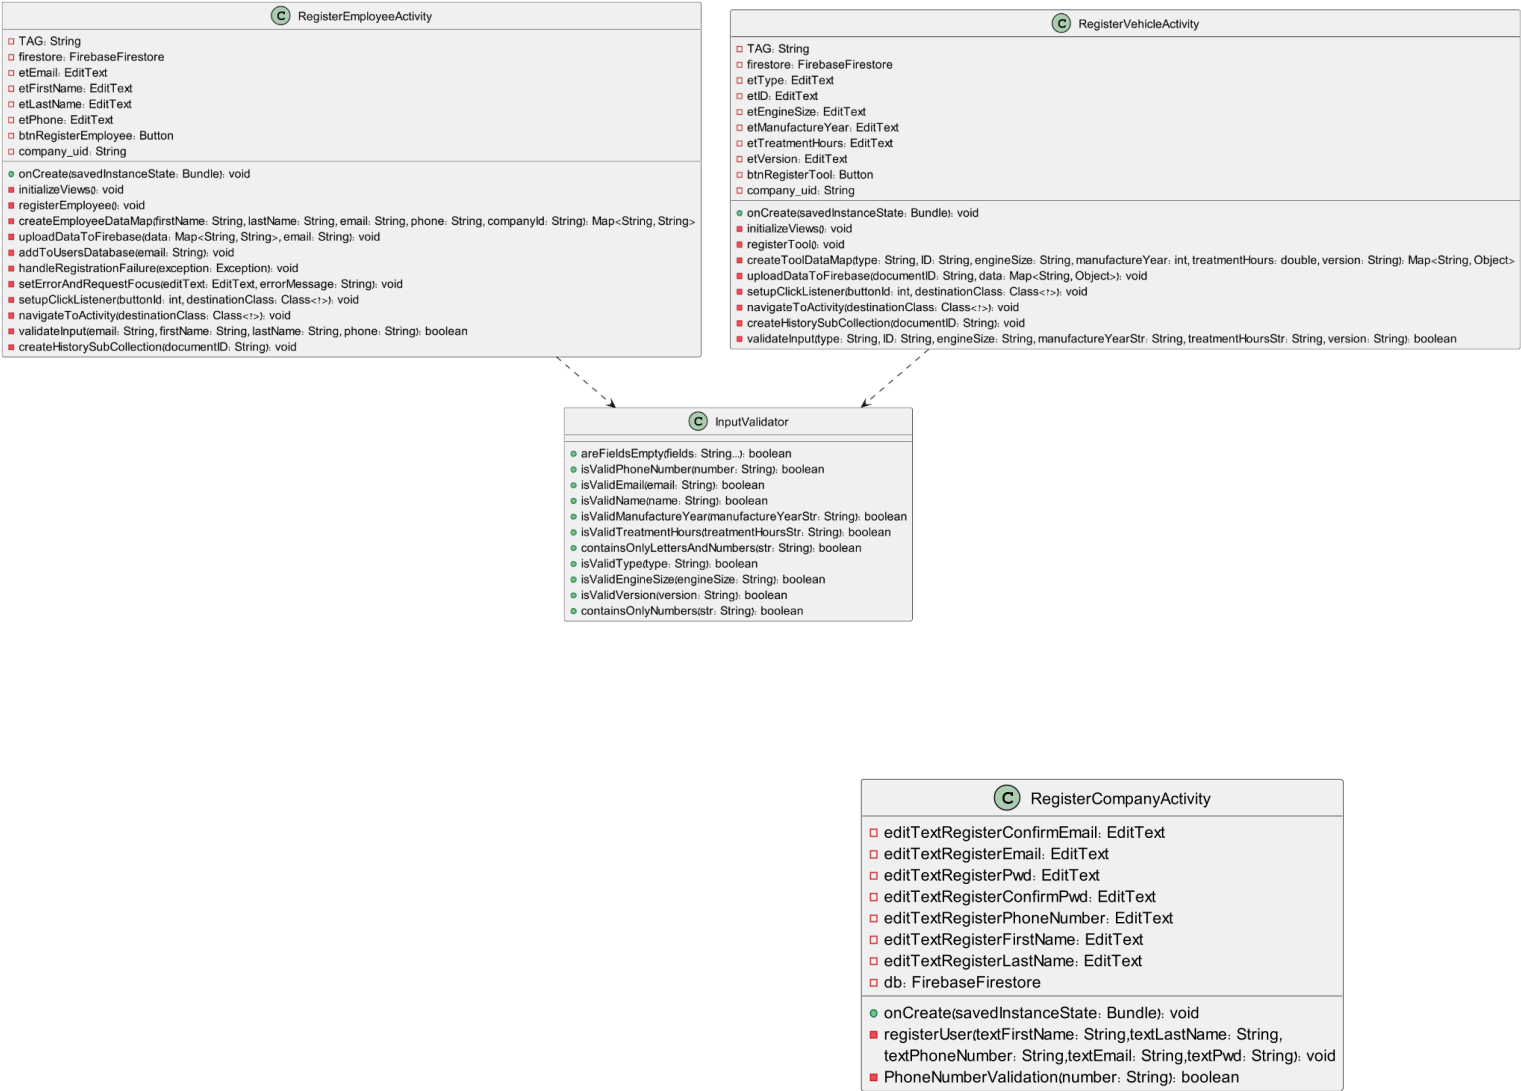 C RegisterEmployeeActivity
TAG: String
firestore: FirebaseFirestore
etEmail: EditText
etFirstName: EditText
etLastName: EditText
etPhone: EditText
btnRegisterEmployee: Button
company_uid: String
onCreate(savedInstanceState: Bundle): void
initializeViews(): void
registerEmployee(): void
createEmployeeDataMap(firstName: String, lastName: String, email: String, phone: String, companyId: String): Map<String, String>
uploadDataToFirebase(data: Map<String, String>, email: String): void
addToUsersDatabase(email: String): void
handleRegistrationFailure(exception: Exception): void
setErrorAndRequestFocus(editText: EditText, errorMessage: String): void
setupClickListener(buttonId: int, destinationClass: Class<?>): void
navigateToActivity(destinationClass: Class<?>): void
validateInput(email: String, firstName: String, lastName: String, phone: String): boolean
createHistorySubCollection(documentID: String): void
C RegisterVehicleActivity
TAG: String
firestore: FirebaseFirestore
etType: EditText
etID: EditText
etEngineSize: EditText
etManufactureYear: EditText
etTreatmentHours: EditText
etVersion: EditText
btnRegisterTool: Button
company_uid: String
onCreate(savedInstanceState: Bundle): void
initializeViews(): void
registerTool(): void
createToolDataMap(type: String, ID: String, engineSize: String, manufactureYear: int, treatmentHours: double, version: String): Map<String, Object>
uploadDataToFirebase(documentID: String, data: Map<String, Object>): void
setupClickListener(buttonId: int, destinationClass: Class<?>): void
navigateToActivity(destinationClass: Class<?>): void
createHistorySubCollection(documentID: String): void
validateInput(type: String, ID: String, engineSize: String, manufactureYearStr: String, treatmentHoursStr: String, version: String): boolean
C InputValidator
areFieldsEmpty(fields: String...): boolean
isValidPhoneNumber(number: String): boolean
isValidEmail(email: String): boolean
isValidName(name: String): boolean
isValidManufactureYear(manufactureYearStr: String): boolean
isValidTreatmentHours(treatmentHoursStr: String): boolean
containsOnlyLettersAndNumbers(str: String): boolean
isValidType(type: String): boolean
isValidEngineSize(engineSize: String): boolean
isValidVersion(version: String): boolean
containsOnlyNumbers(str: String): boolean
C RegisterCompanyActivity
editTextRegisterConfirmEmail: EditText
editTextRegisterEmail: EditText
editTextRegisterPwd: EditText
editTextRegisterConfirmPwd: EditText
editTextRegisterPhoneNumber: EditText
editTextRegisterFirstName: EditText
editTextRegisterLastName: EditText
db: FirebaseFirestore
onCreate(savedInstanceState: Bundle): void
registerUser(textFirstName: String,textLastName: String,
textPhoneNumber: String,textEmail: String,textPwd: String): void
PhoneNumberValidation(number: String): boolean